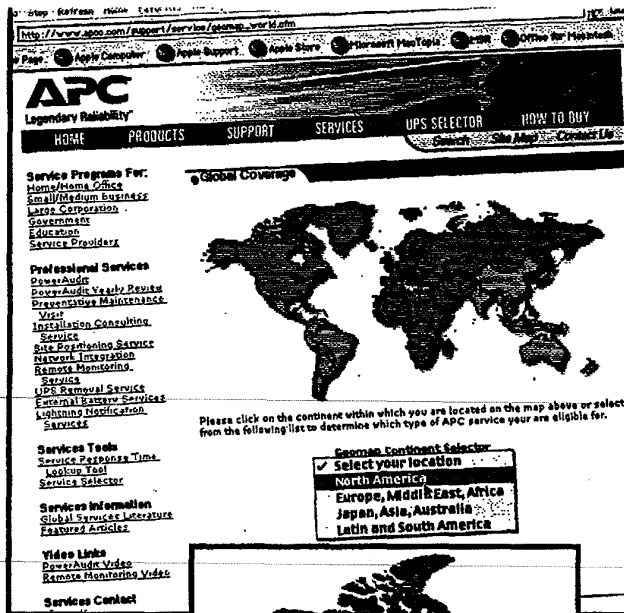 Stop Refresh Home
http://www.apcc.com/support/service/geomap_world.cfm
Page Apple Computer Apple Support Apple Store Microsoft MacTopia MSN Office for Macintosh
APC
Legendary Reliability™
HOME PRODUCTS SUPPORT SERVICES UPS SELECTOR HOW TO BUY
Search Site Map Contact Us
Service Programs For:
Home/Home Office
Small/Medium Business
Large Corporation
Government
Education
Service Providers
Professional Services
PowerAudit
PowerAudit Yearly Review
Preventative Maintenance
Visit
Installation Consulting
Service
Site Positioning Service
Network Integration
Remote Monitoring
Service
UPS Removal Service
External Battery Services
Lightning Notification
Services
Services Tools
Service Response Time
Lookup Tool
Service Selector
Services Information
Global Services Literature
Featured Articles
Video Links
PowerAudit Video
Remote Monitoring Video
Services Contact
Global Coverage
Please click on the continent within which you are located on the map above or select
from the following list to determine which type of APC service your are eligible for.
Geomap Continent Selector
✓ Select your location
North America
Europe, Middle East, Africa
Japan, Asia, Australia
Latin and South America